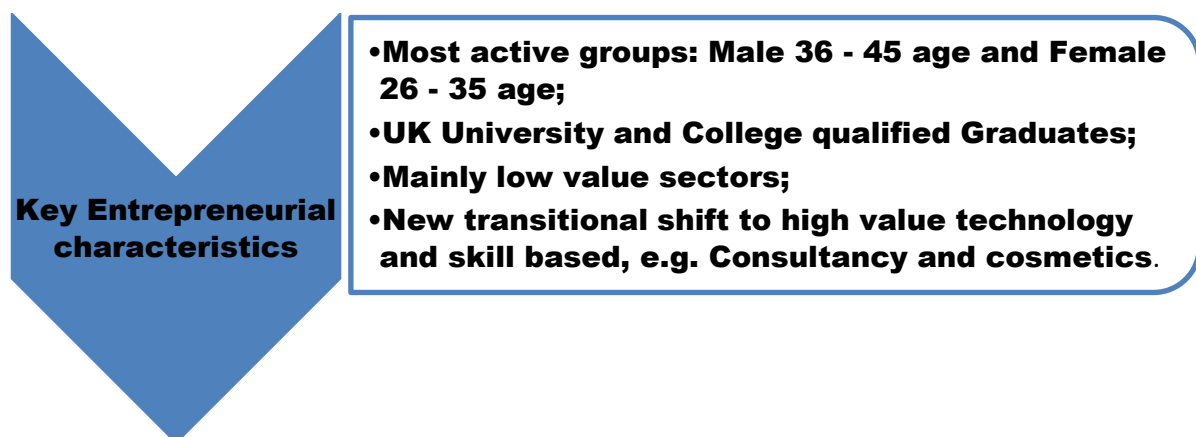 Key Entrepreneurial
characteristics
•Most active groups: Male 36 - 45 age and Female
26 - 35 age;
•UK University and College qualified Graduates;
•Mainly low value sectors;
•New transitional shift to high value technology
and skill based, e.g. Consultancy and cosmetics.